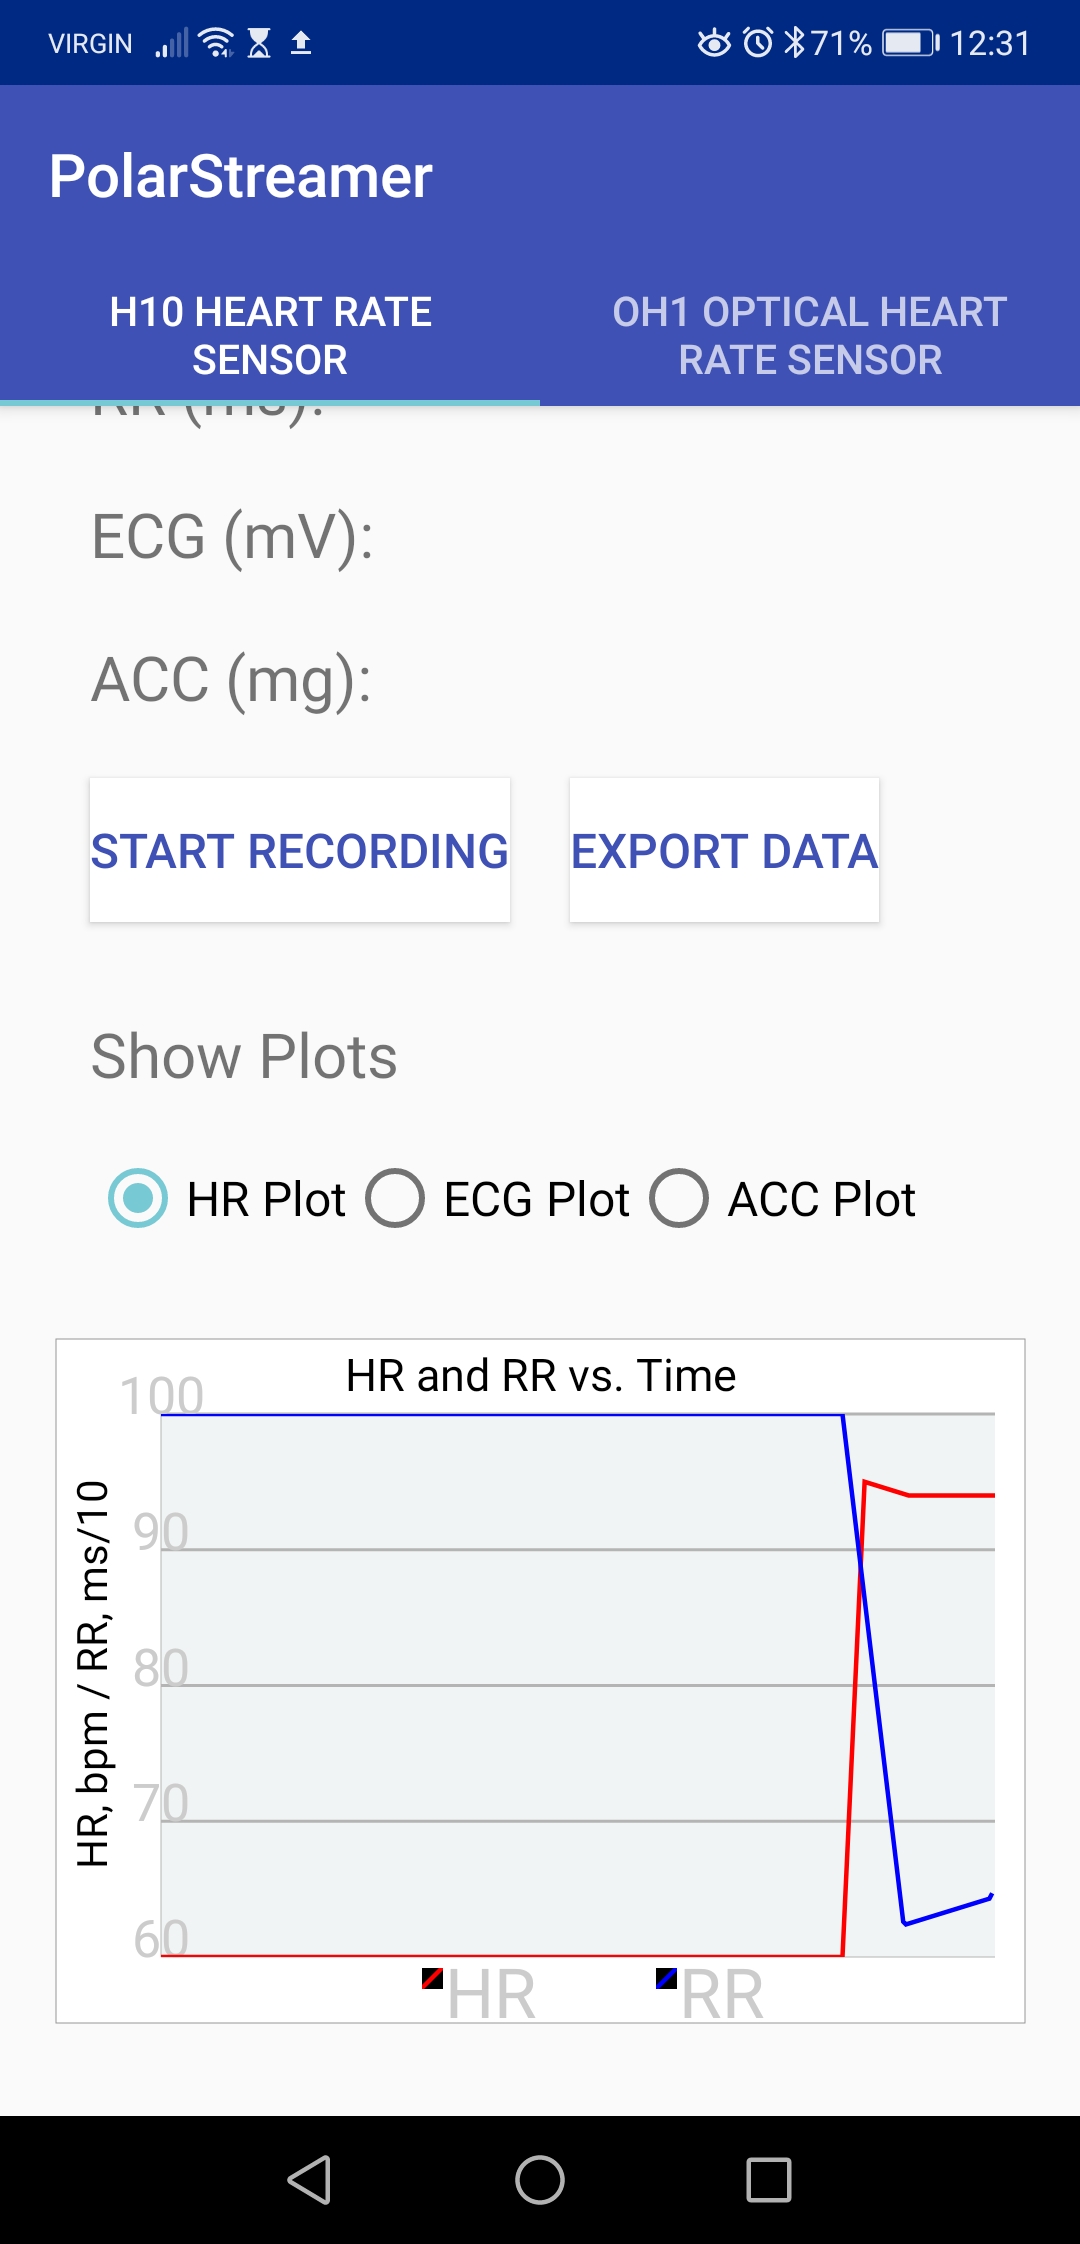 VIRGIN 71% 12:31
PolarStreamer
H10 HEART RATE
SENSOR
OH1 OPTICAL HEART
RATE SENSOR
RR (ms):
ECG (mV):
ACC (mg):
START RECORDING
EXPORT DATA
Show Plots
HR Plot
ECG Plot
ACC Plot
HR and RR vs. Time
100
90
80
70
60
HR, bpm / RR, ms/10
HR
RR